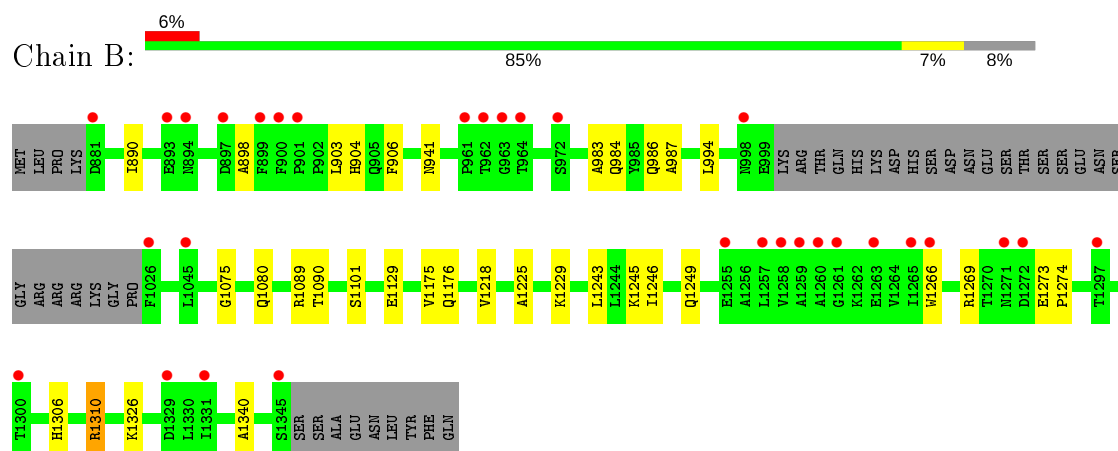 6%
Chain B:
85% 7% 8%
MET LEU PRO LYS D881 I890 E893 N894 D897 A898 F899 F900 P901 P902 L903 H904 Q905 F906 N941 P961 T962 G963 T964 S972 A983 Q984 Y985 Q986 A987 L994 N998 E999 LYS ARG THR GLN HIS LYS ASP HIS SER ASP ASN GLU SER THR SER SER GLU ASN SER
GLY ARG ARG ARG LYS GLY PRO F1026 L1045 G1075 Q1080 R1089 T1090 S1101 E1129 V1175 Q1176 V1218 A1225 K1229 L1243 L1244 K1245 I1246 Q1249 E1255 A1256 L1257 V1258 A1259 A1260 G1261 K1262 E1263 V1264 I1265 W1266 R1269 T1270 N1271 D1272 E1273 P1274 T1297
T1300 H1306 R1310 K1326 D1329 L1330 I1331 A1340 S1345 SER SER ALA GLU ASN LEU TYR PHE GLN